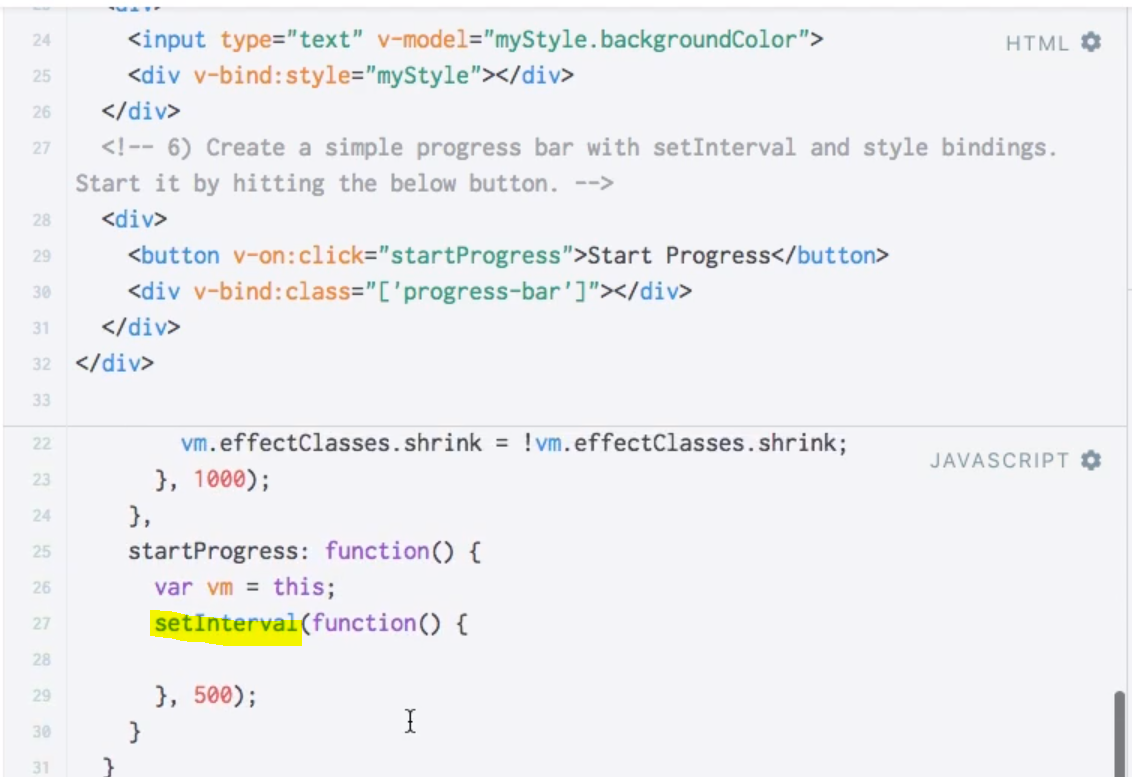 24 <input type="text" v-model="myStyle.backgroundColor">
HTML
25 <div v-bind:style="myStyle"></div>
26 </div>
27 <!-- 6) Create a simple progress bar with setInterval and style bindings.
Start it by hitting the below button. -->
28 <div>
29 <button v-on:click="startProgress">Start Progress</button>
30 <div v-bind:class="['progress-bar']"></div>
31 </div>
32 </div>
33
22 vm.effectClasses.shrink = !vm.effectClasses.shrink;
JAVASCRIPT
23 }, 1000);
24 },
25 startProgress: function() {
26 var vm = this;
27 setInterval(function() {
28
29 }, 500);
30 }
31 }